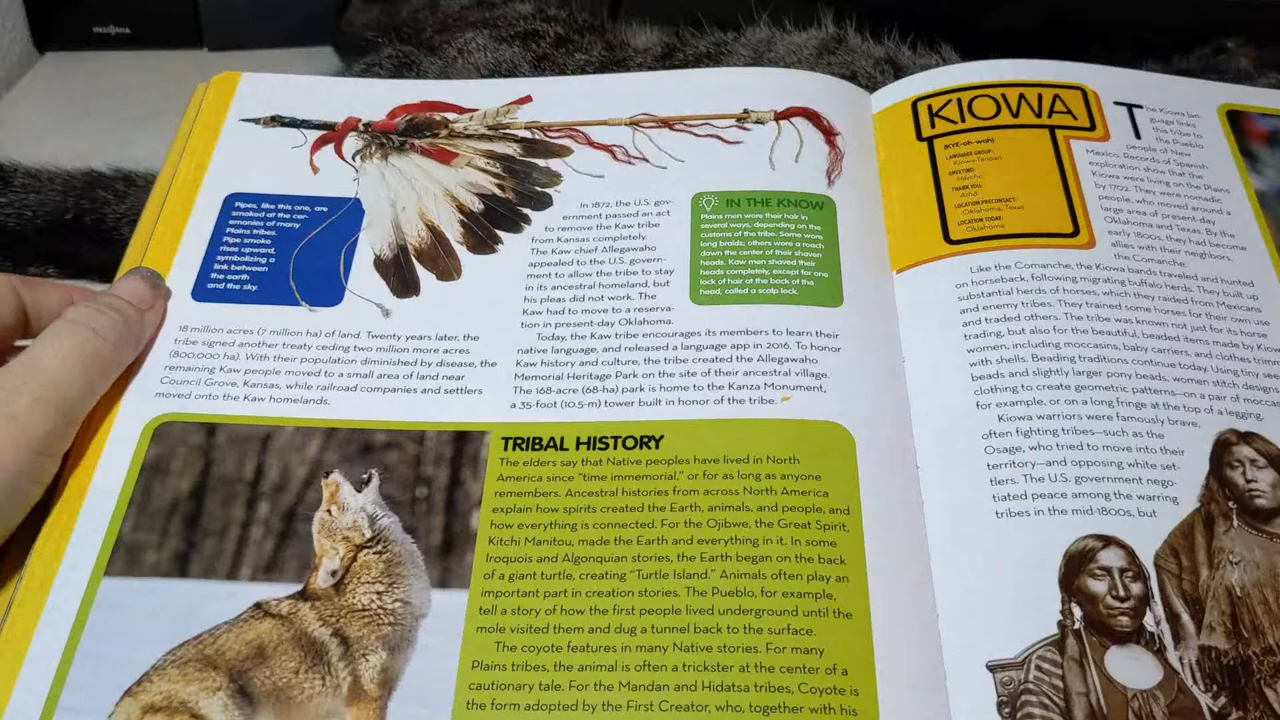 INSIGNIA
Pipes, like this one, are
smoked at the cer-
emonies of many
Plains tribes.
Pipe smoke
rises upward,
symbolizing a
link between
the earth
and the sky.
18 million acres (7 million ha) of land. Twenty years later, the
tribe signed another treaty ceding two million more acres
(800,000 ha). With their population diminished by disease, the
remaining Kaw people moved to a small area of land near
Council Grove, Kansas, while railroad companies and settlers
moved onto the Kaw homelands.
In 1872, the U.S. gov-
ernment passed an act
to remove the Kaw tribe
from Kansas completely.
The Kaw chief Allegawaho
appealed to the U.S. govern-
ment to allow the tribe to stay
in its ancestral homeland, but
his pleas did not work. The
Kaw had to move to a reserva-
tion in present-day Oklahoma.
Today, the Kaw tribe encourages its members to learn their
native language, and released a language app in 2016. To honor
Kaw history and culture, the tribe created the Allegawaho
Memorial Heritage Park on the site of their ancestral village.
The 168-acre (68-ha) park is home to the Kanza Monument,
a 35-foot (10.5-m) tower built in honor of the tribe.
IN THE KNOW
Plains men wore their hair in
several ways, depending on the
customs of the tribe. Some wore
long braids; others wore a roach
down the center of their shaven
heads. Kaw men shaved their
heads completely, except for one
lock of hair at the back of the
head, called a scalp lock.
TRIBAL HISTORY
The elders say that Native peoples have lived in North
America since “time immemorial,” or for as long as anyone
remembers. Ancestral histories from across North America
explain how spirits created the Earth, animals, and people, and
how everything is connected. For the Ojibwe, the Great Spirit,
Kitchi Manitou, made the Earth and everything in it. In some
Iroquois and Algonquian stories, the Earth began on the back
of a giant turtle, creating “Turtle Island.” Animals often play an
important part in creation stories. The Pueblo, for example,
tell a story of how the first people lived underground until the
mole visited them and dug a tunnel back to the surface.
The coyote features in many Native stories. For many
Plains tribes, the animal is often a trickster at the center of a
cautionary tale. For the Mandan and Hidatsa tribes, Coyote is
the form adopted by the First Creator, who, together with his
KIOWA
(KYE-oh-wah)
LANGUAGE GROUP:
Kiowa-Tanoan
GREETING:
Haucho
THANK YOU:
LOCATION PRECONTACT:
Oklahoma, Texas
LOCATION TODAY:
Oklahoma
The Kiowa lan-
guage links
this tribe to
the Pueblo
people of New
Mexico. Records of Spanish
exploration show that the
Kiowa were living on the Plains
by 1702. They were nomadic
people, who moved around a
large area of present-day
Oklahoma and Texas. By the
early 1800s, they had become
allies with their neighbors,
the Comanche.
Like the Comanche, the Kiowa bands traveled and hunted
on horseback, following migrating buffalo herds. They built up
substantial herds of horses, which they raided from Mexicans
and enemy tribes. They trained some horses for their own use
and traded others. The tribe was known not just for its horse
trading, but also for the beautiful, beaded items made by Kiow
women, including moccasins, baby carriers, and clothes trimm
with shells. Beading traditions continue today. Using tiny see
beads and slightly larger pony beads, women stitch designs
clothing to create geometric patterns—on a pair of mocca
for example, or on a long fringe at the top of a legging.
Kiowa warriors were famously brave,
often fighting tribes—such as the
Osage, who tried to move into their
territory—and opposing white set-
tlers. The U.S. government nego-
tiated peace among the warring
tribes in the mid-1800s, but